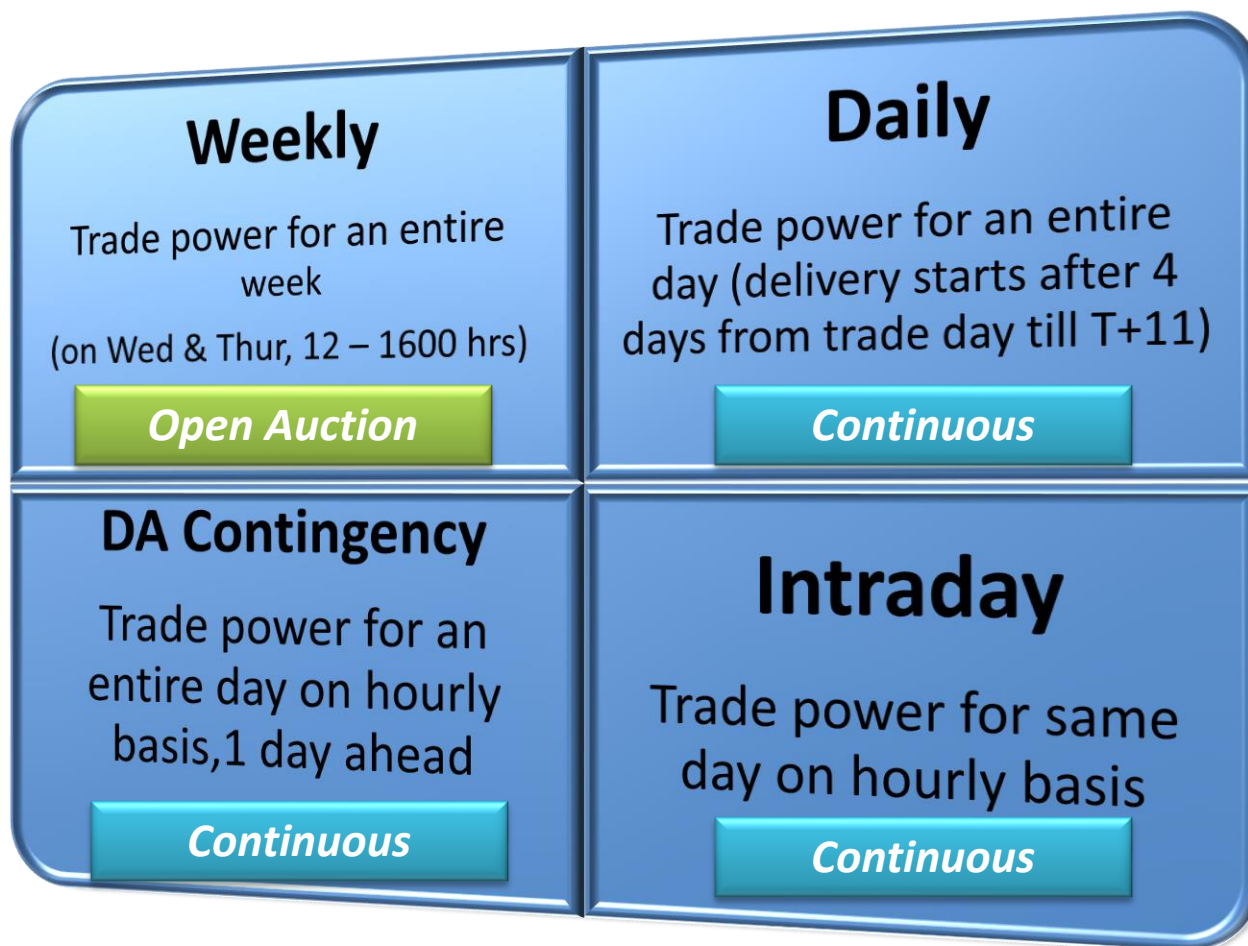 Weekly
Trade power for an entire
week
(on Wed & Thur, 12 – 1600 hrs)
Open Auction
Daily
Trade power for an entire
day (delivery starts after 4
days from trade day till T+11)
Continuous
DA Contingency
Trade power for an
entire day on hourly
basis,1 day ahead
Continuous
Intraday
Trade power for same
day on hourly basis
Continuous